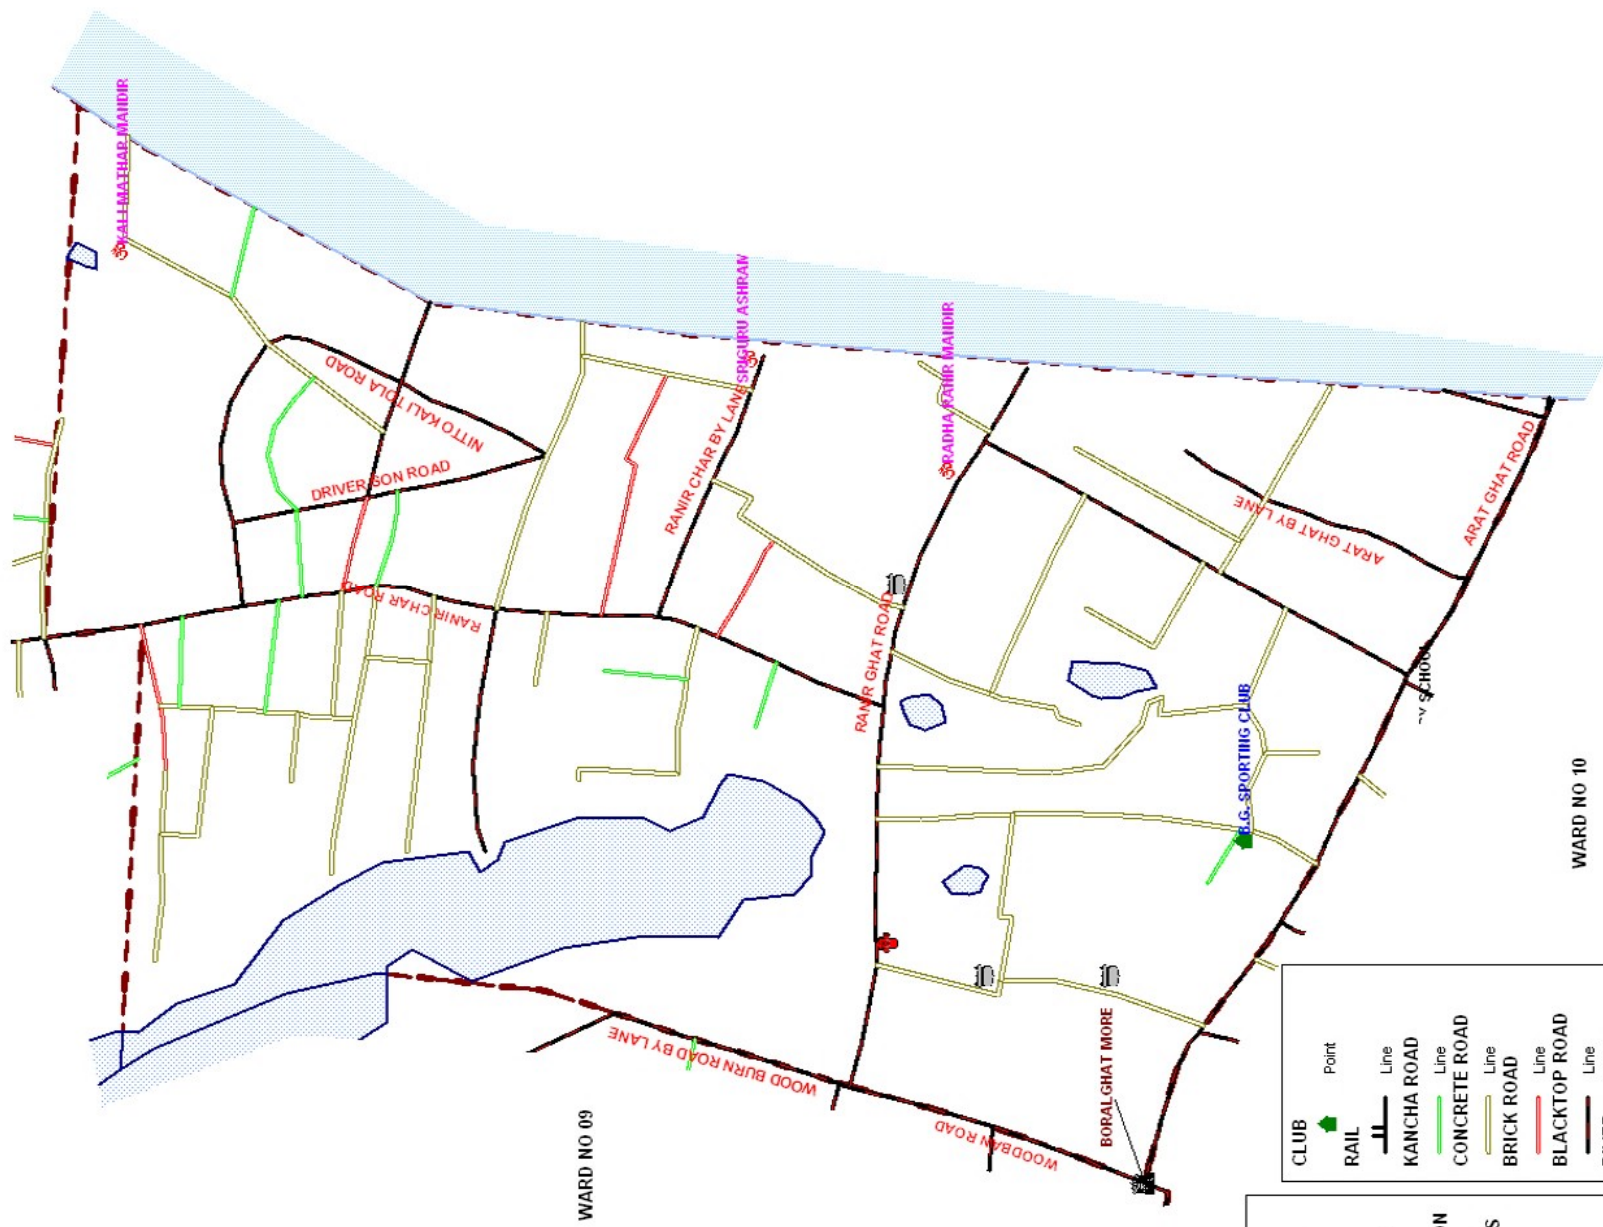 KALI MATHAR MANDIR
NITTO KALI TOLA ROAD
DRIVER SON ROAD
RANIR CHAR ROAD
RANIR CHAR BY LANE
SRIGURU ASHRAM
RADHA RANIR MANDIR
RANIR GHAT ROAD
ARAT GHAT BY LANE
ARAT GHAT ROAD
SCHOOL
B.G. SPORTING CLUB
WOOD BURN ROAD BY LANE
WOODBAN ROAD
BORALGHAT MORE
WARD NO 09
WARD NO 10
CLUB
Point
RAIL
Line
KANCHA ROAD
Line
CONCRETE ROAD
Line
BRICK ROAD
Line
BLACKTOP ROAD
Line